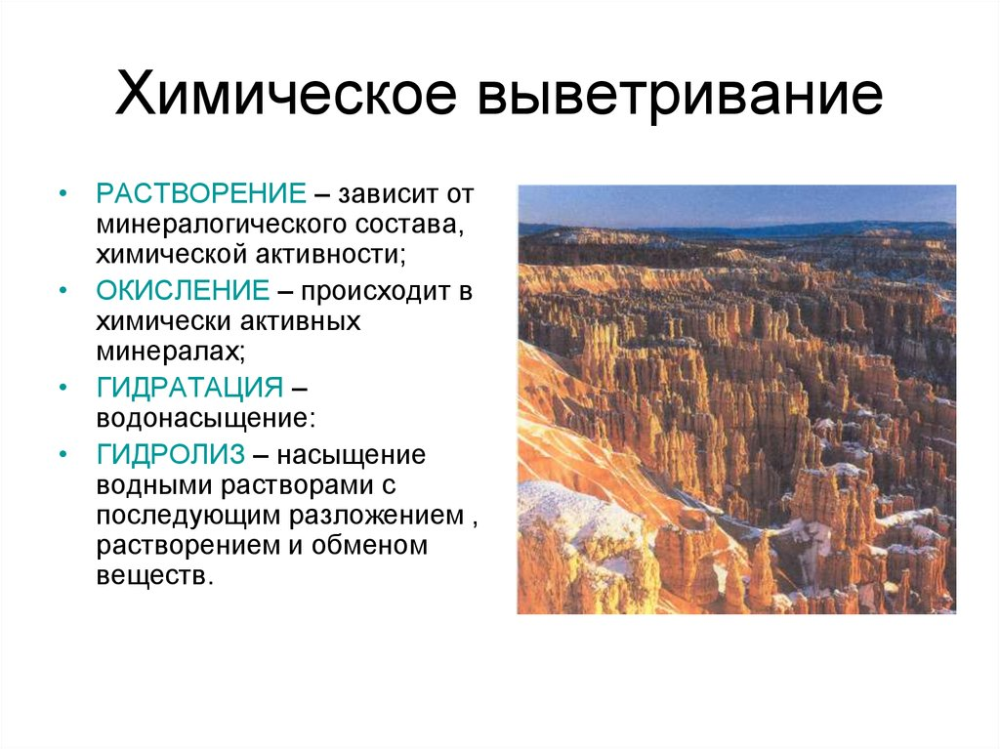 Химическое выветривание
• РАСТВОРЕНИЕ – зависит от
минералогического состава,
химической активности;
• ОКИСЛЕНИЕ – происходит в
химически активных
минералах;
• ГИДРАТАЦИЯ –
водонасыщение:
• ГИДРОЛИЗ – насыщение
водными растворами с
последующим разложением ,
растворением и обменом
веществ.